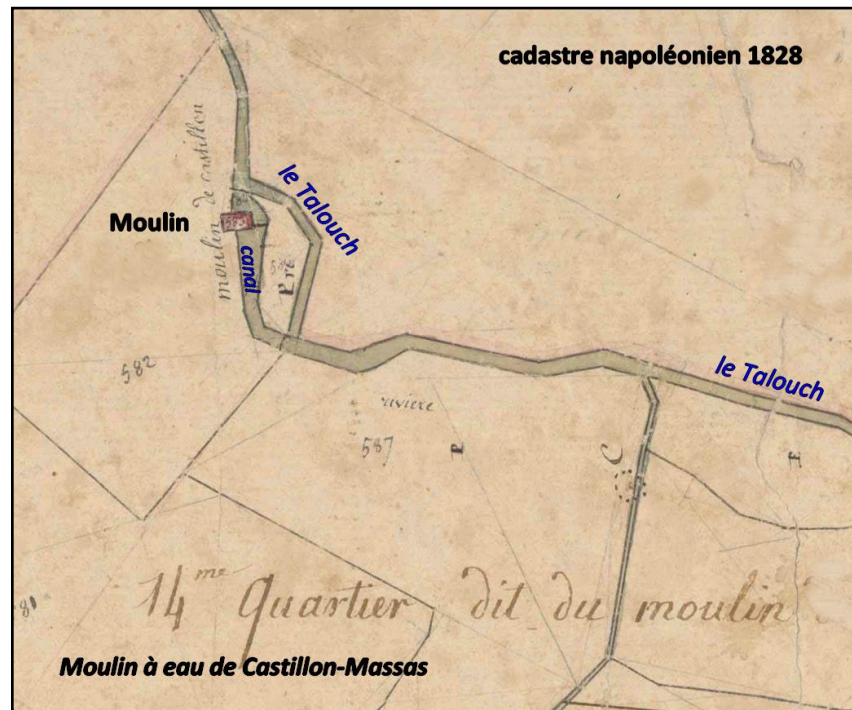 cadastre napoléonien 1828
moulin de castillon
le Talouch
Moulin
canal
Pré
582
le Talouch
riviere
587
P
C
P
81
14me Quartier dit du moulin
Moulin à eau de Castillon-Massas